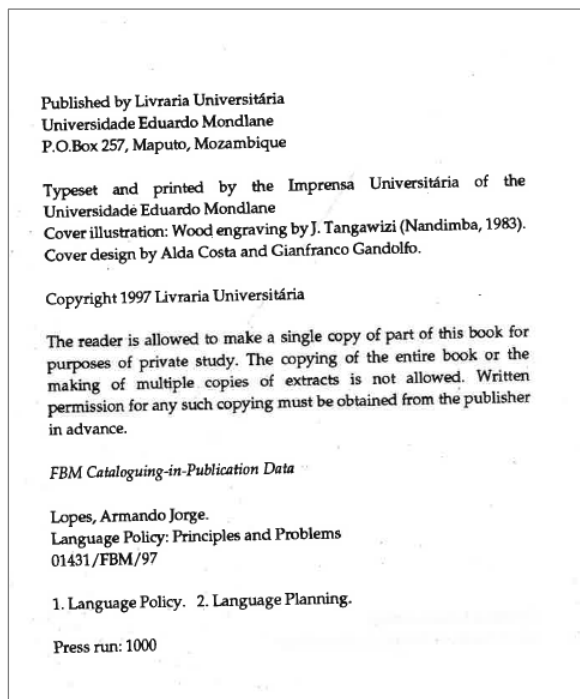 Published by Livraria Universitária
Universidade Eduardo Mondlane
P.O.Box 257, Maputo, Mozambique
Typeset and printed by the Imprensa Universitária of the
Universidade Eduardo Mondlane
Cover illustration: Wood engraving by J. Tangawizi (Nandimba, 1983).
Cover design by Alda Costa and Gianfranco Gandolfo.
Copyright 1997 Livraria Universitária
The reader is allowed to make a single copy of part of this book for
purposes of private study. The copying of the entire book or the
making of multiple copies of extracts is not allowed. Written
permission for any such copying must be obtained from the publisher
in advance.
FBM Cataloguing-in-Publication Data
Lopes, Armando Jorge.
Language Policy: Principles and Problems
01431/FBM/97
1. Language Policy. 2. Language Planning.
Press run: 1000